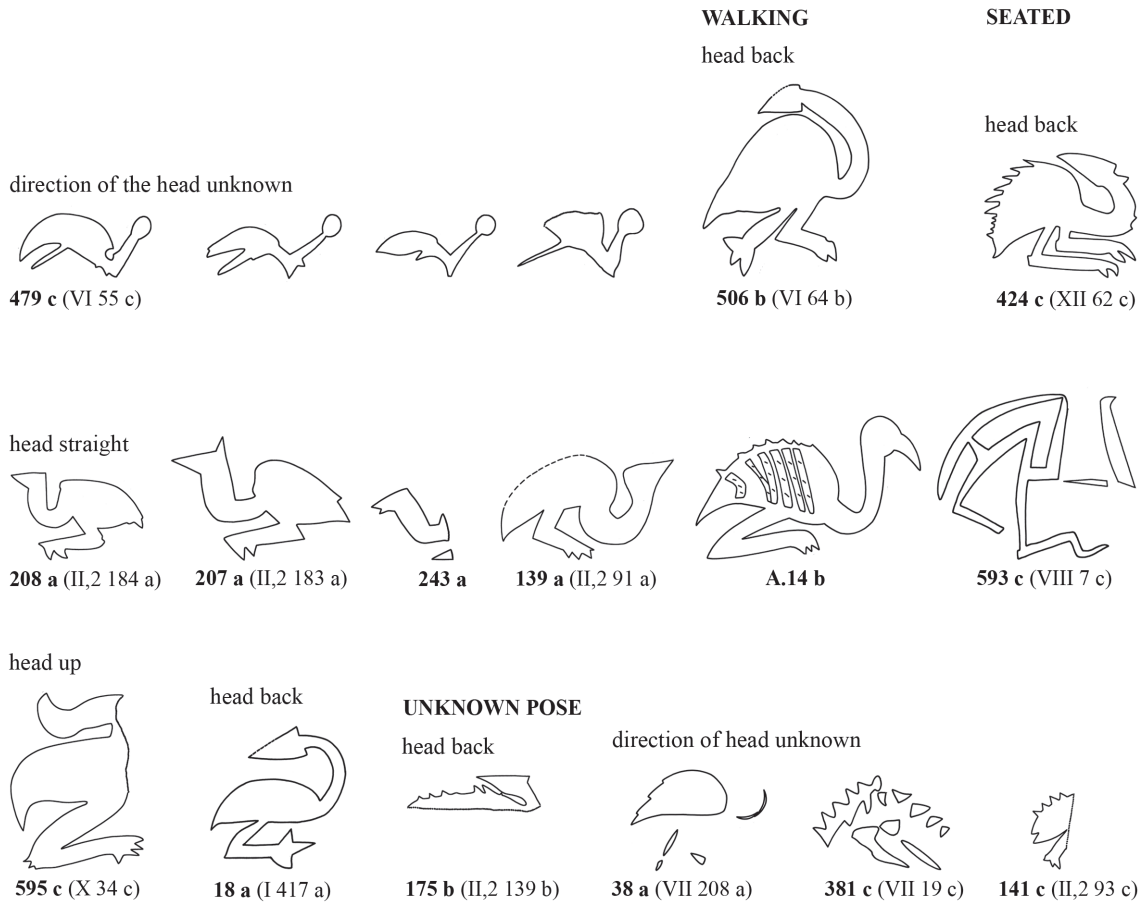 WALKING
SEATED
head back
head back
direction of the head unknown
479 c (VI 55 c)
506 b (VI 64 b)
424 c (XII 62 c)
head straight
208 a (II,2 184 a)
207 a (II,2 183 a)
243 a
139 a (II,2 91 a)
A.14 b
593 c (VIII 7 c)
head up
head back
UNKNOWN POSE
head back
direction of head unknown
595 c (X 34 c)
18 a (I 417 a)
175 b (II,2 139 b)
38 a (VII 208 a)
381 c (VII 19 c)
141 c (II,2 93 c)